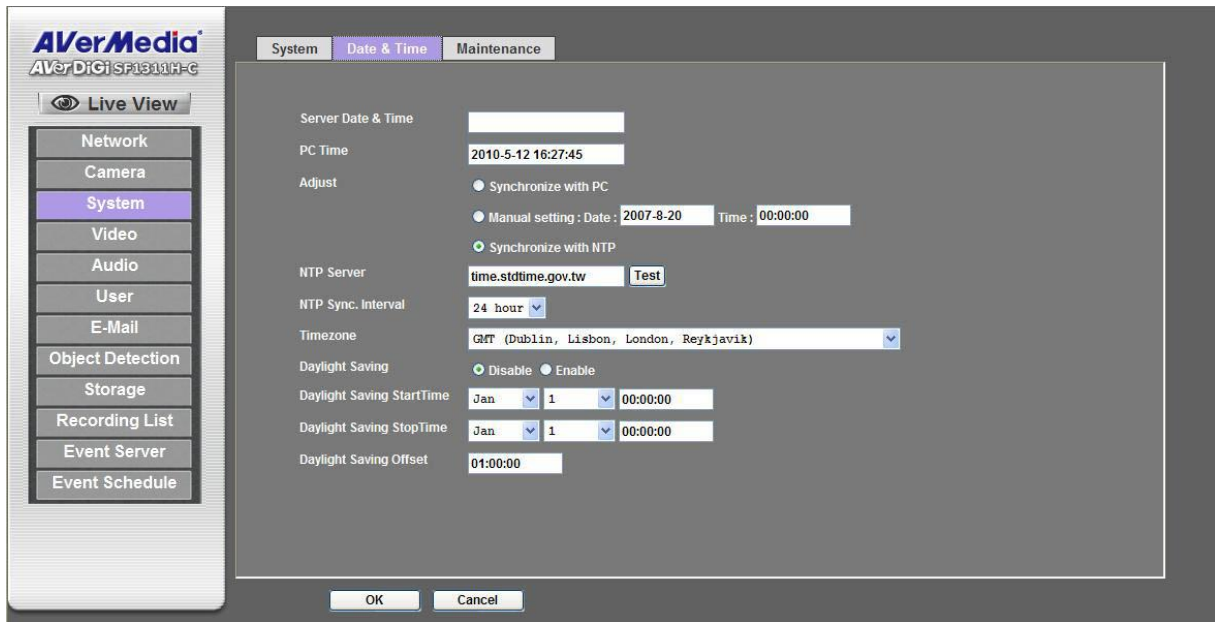 AVerMedia
AVerDiGi SF1311H-C
Live View
Network
Camera
System
Video
Audio
User
E-Mail
Object Detection
Storage
Recording List
Event Server
Event Schedule
System Date & Time Maintenance
Server Date & Time
PC Time 2010-5-12 16:27:45
Adjust Synchronize with PC
Manual setting : Date : 2007-8-20 Time : 00:00:00
Synchronize with NTP
NTP Server time.stdtime.gov.tw Test
NTP Sync. Interval 24 hour
Timezone GMT (Dublin, Lisbon, London, Reykjavik)
Daylight Saving Disable Enable
Daylight Saving StartTime Jan 1 00:00:00
Daylight Saving StopTime Jan 1 00:00:00
Daylight Saving Offset 01:00:00
OK Cancel